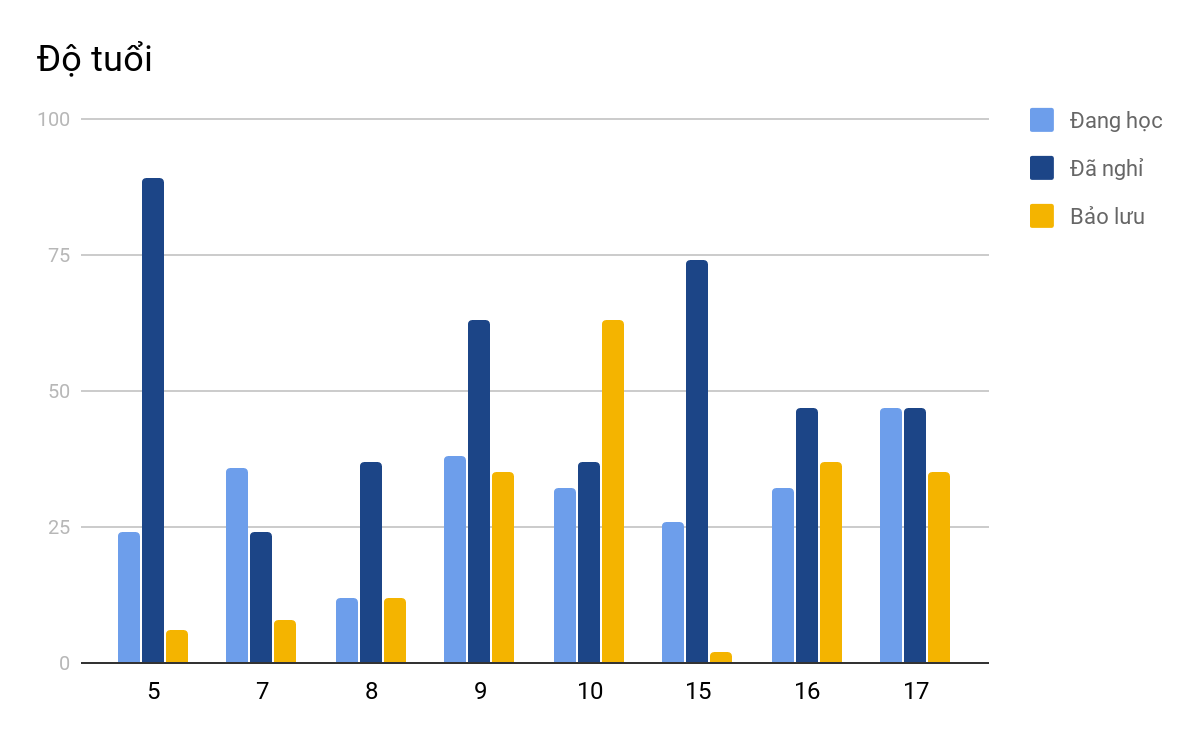 Độ tuổi
100
75
50
25
0
5 7 8 9 10 15 16 17
Đang học
Đã nghỉ
Bảo lưu